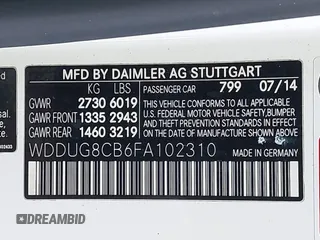 MFD BY DAIMLER AG STUTTGART
KG LBS PASSENGER CAR 799 07/14
GVWR 2730 6019
GAWR FRONT 1335 2943
GAWR REAR 1460 3219
THIS VEHICLE CONFORMS TO ALL APPLICABLE U.S. FEDERAL MOTOR VEHICLE SAFETY, BUMPER, AND THEFT PREVENTION STANDARDS IN EFFECT ON THE DATE OF MANUFACTURE SHOWN ABOVE.
WDDUG8CB6FA102310
MADE IN GERMANY
DREAMBID